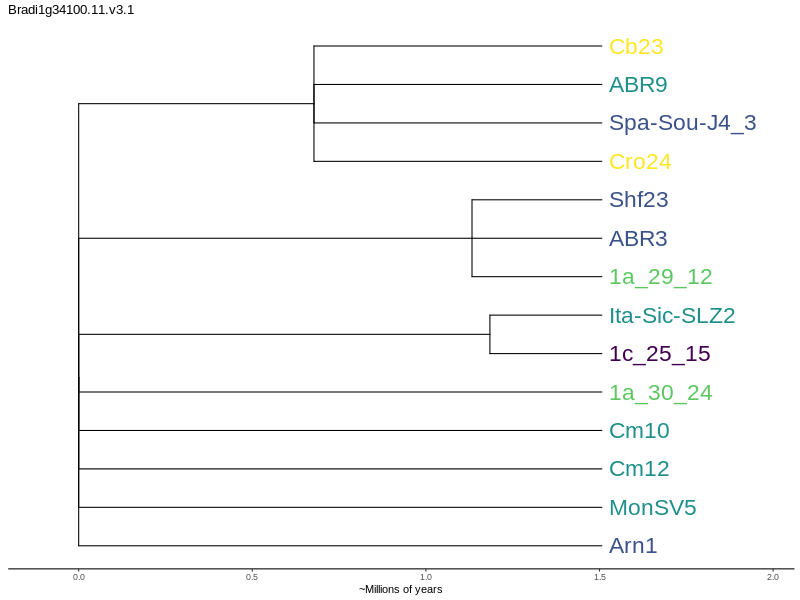 Bradi1g34100.11.v3.1
Cb23
ABR9
Spa-Sou-J4_3
Cro24
Shf23
ABR3
1a_29_12
Ita-Sic-SLZ2
1c_25_15
1a_30_24
Cm10
Cm12
MonSV5
Arn1
0.0 0.5 1.0 1.5 2.0
~Millions of years